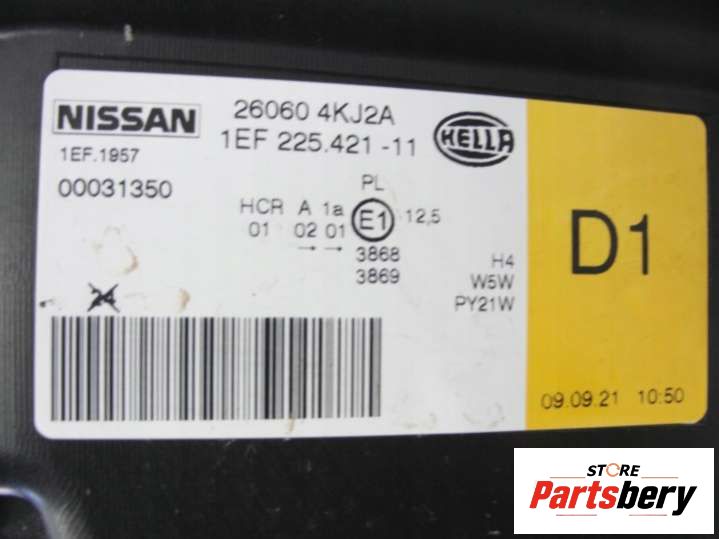 NISSAN
26060 4KJ2A
1EF 225.421 -11
HELLA
1EF.1957
00031350
PL
HCR A 1a E1 12,5
01 02 01
→ →
3868
3869
H4
W5W
PY21W
24
D1
09.09.21 10:50
STORE
Partsbery